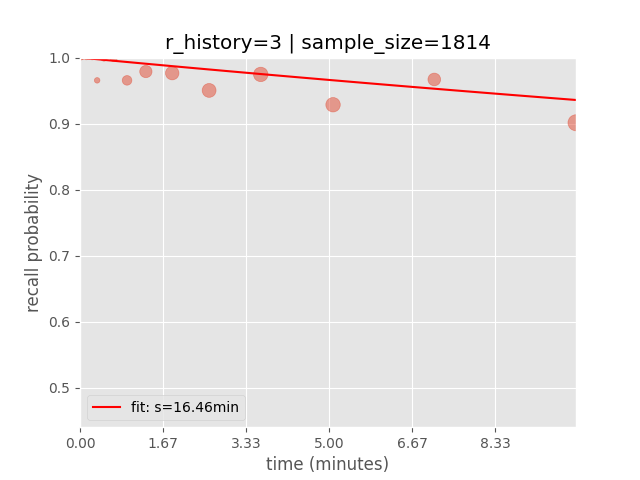 r_history=3 | sample_size=1814
1.0
0.9
0.8
0.7
0.6
0.5
recall probability
fit: s=16.46min
0.00 1.67 3.33 5.00 6.67 8.33
time (minutes)